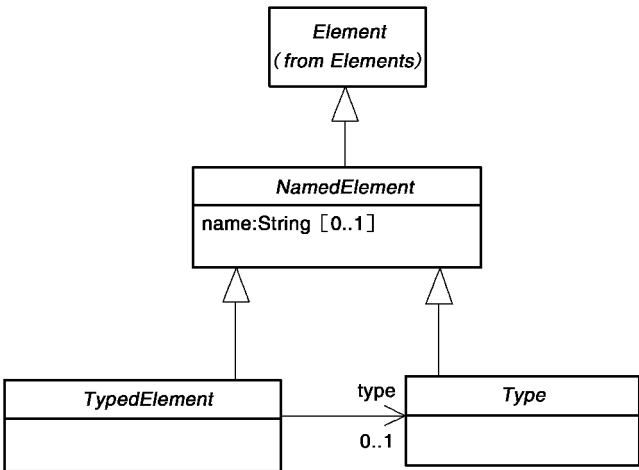 Element
(from Elements)
NamedElement
name:String [0..1]
TypedElement
type
0..1
Type